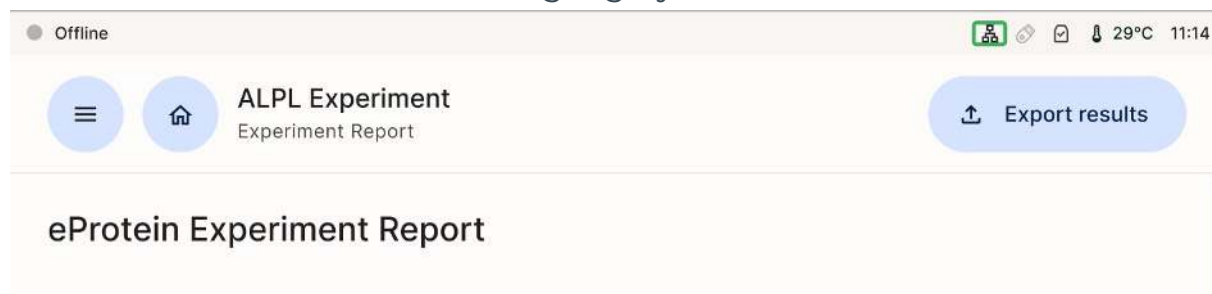 Offline 29°C 11:14
ALPL Experiment
Experiment Report
Export results
eProtein Experiment Report